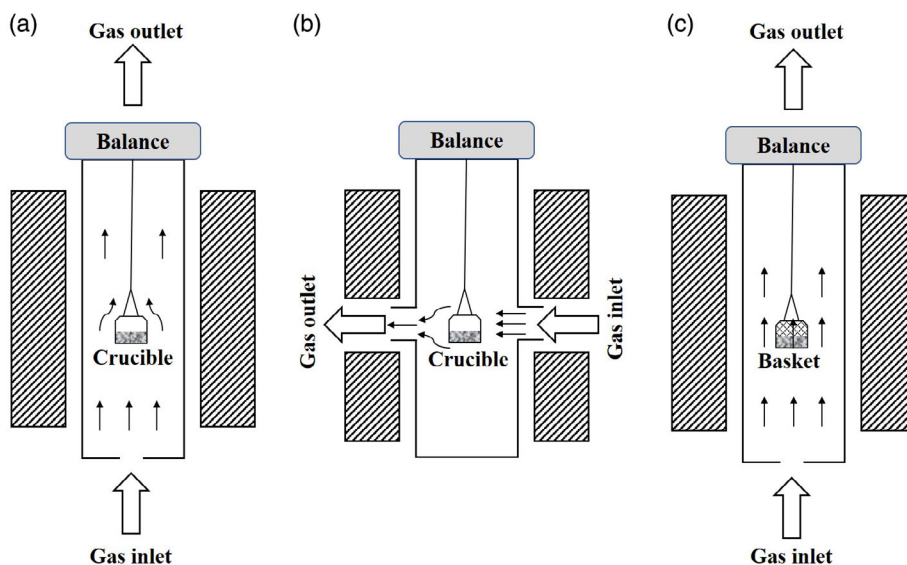 (a)
Gas outlet
Balance
Crucible
Gas inlet
(b)
Balance
Gas outlet
Crucible
Gas inlet
(c)
Gas outlet
Balance
Basket
Gas inlet